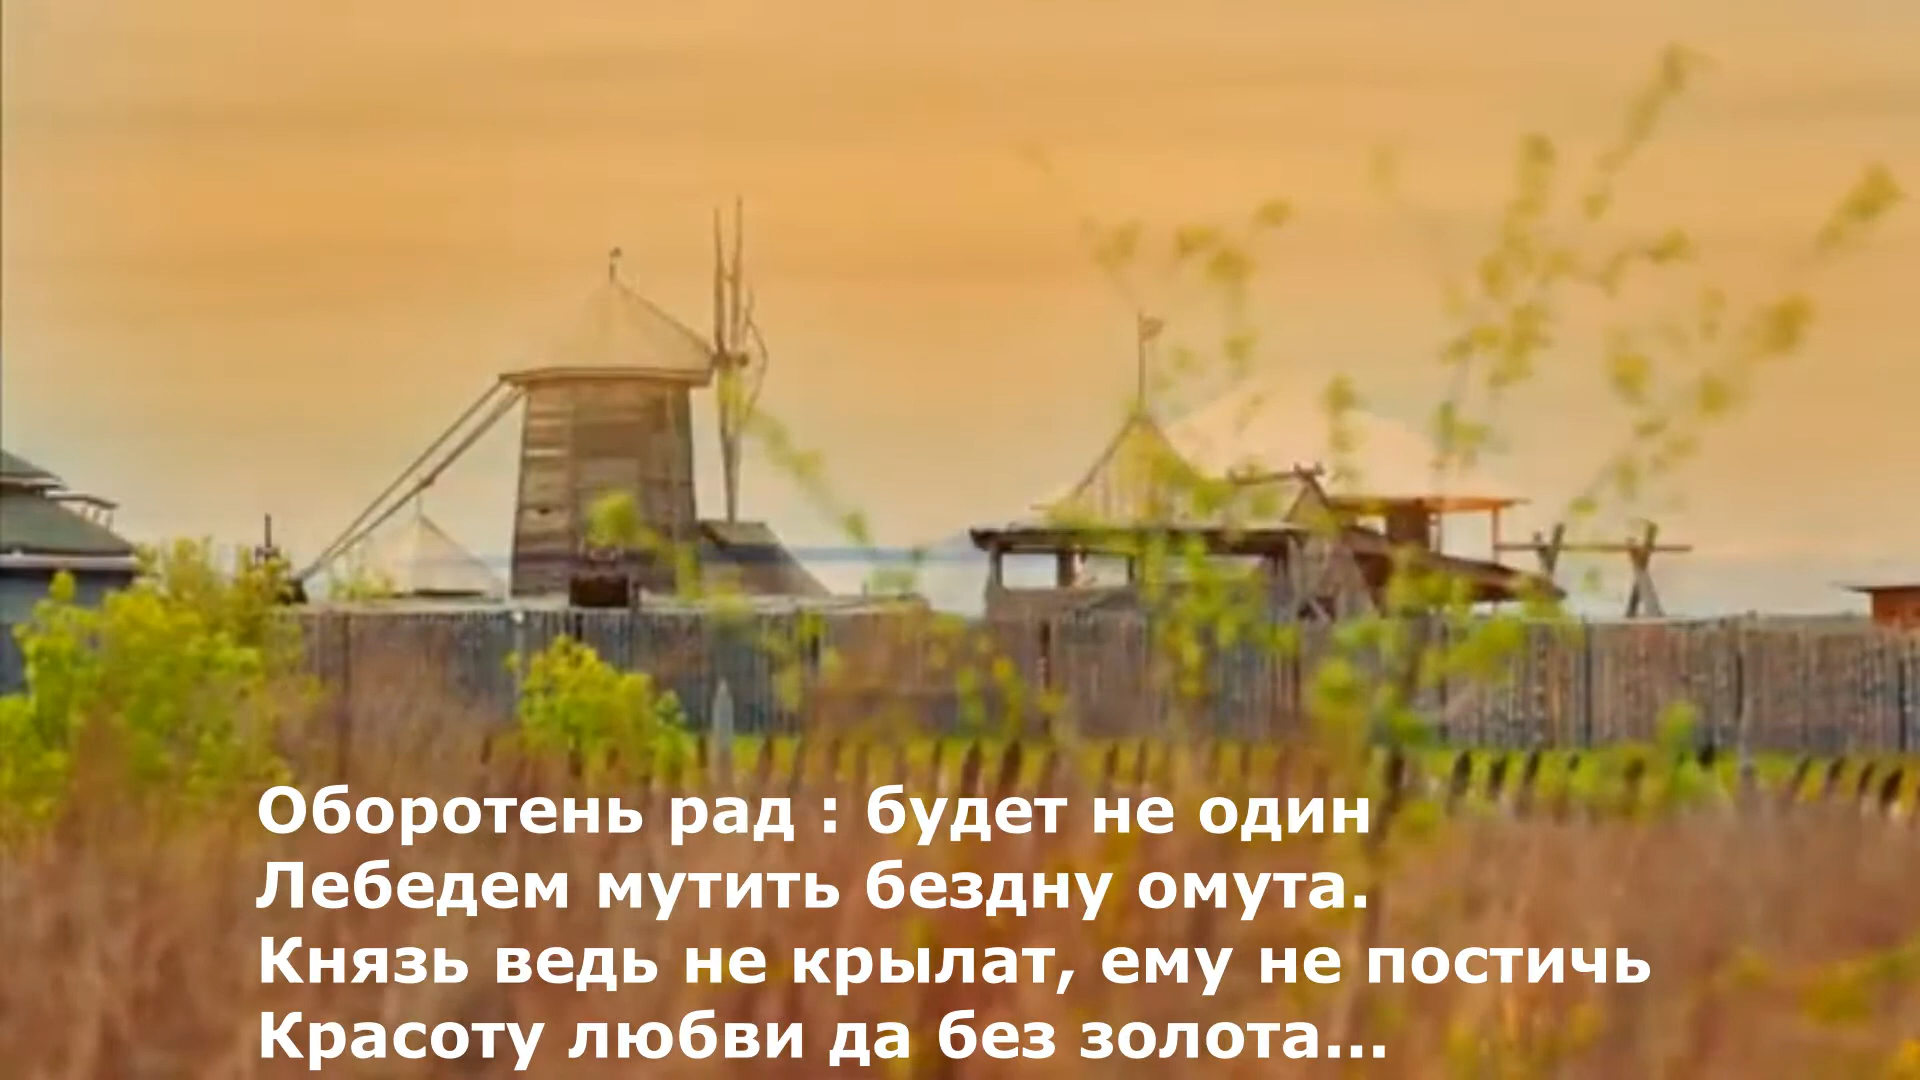 Оборотень рад : будет не один
Лебедем мутить бездну омута.
Князь ведь не крылат, ему не постичь
Красоту любви да без золота...